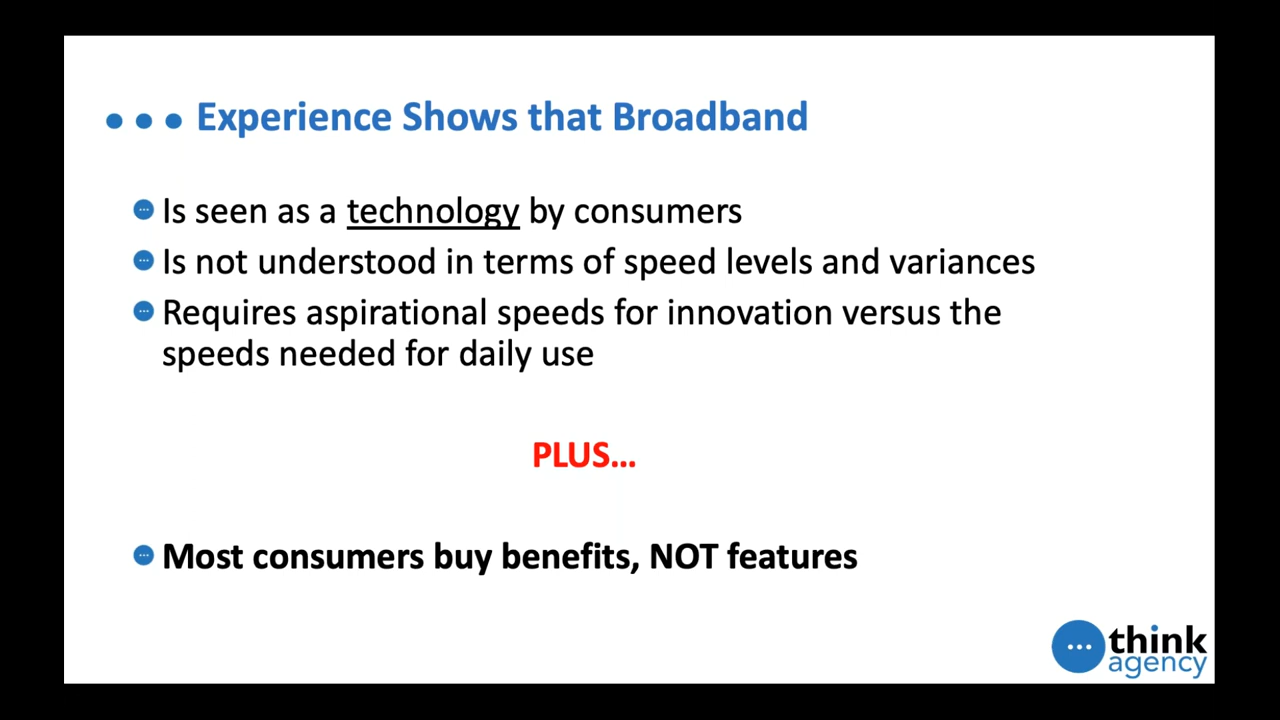 Experience Shows that Broadband
Is seen as a technology by consumers
Is not understood in terms of speed levels and variances
Requires aspirational speeds for innovation versus the
speeds needed for daily use
PLUS...
Most consumers buy benefits, NOT features
think
agency